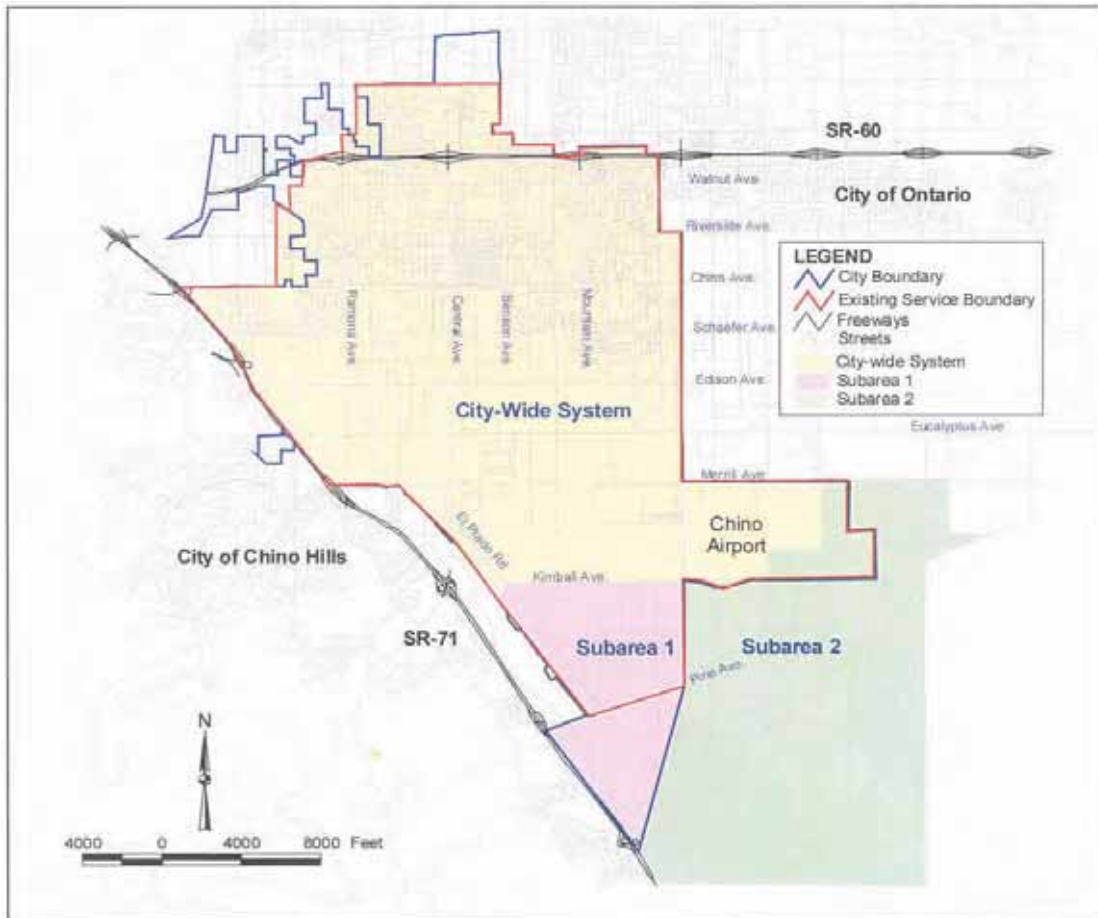 SR-60
Walnut Ave.
City of Ontario
Riverside Ave.
LEGEND
City Boundary
Existing Service Boundary
Freeways
Streets
City-wide System
Subarea 1
Subarea 2
Chino Ave.
Schaefer Ave.
Edison Ave.
Eucalyptus Ave
Ramona Ave.
Central Ave.
Benson Ave.
Mountain Ave.
City-Wide System
Merrill Ave.
Chino
Airport
City of Chino Hills
El Prado Rd
Kimball Ave.
SR-71
Subarea 1
Subarea 2
Pine Ave.
N
4000 0 4000 8000 Feet